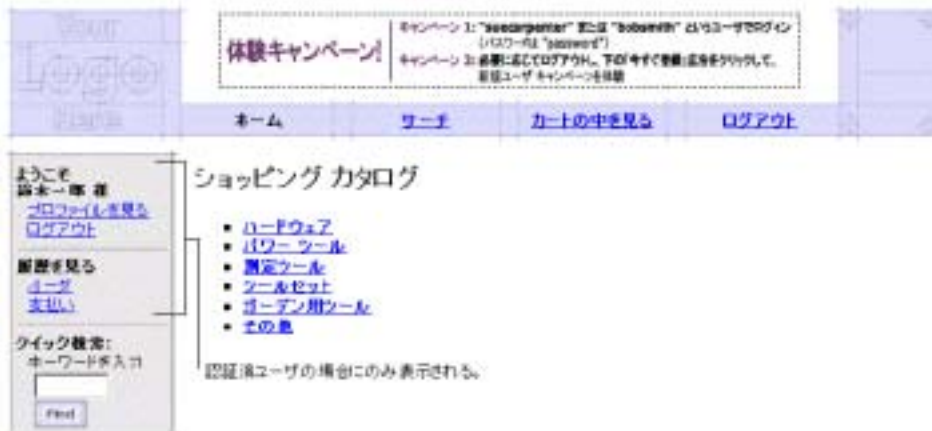 Your
Logo
Here
体験キャンペーン!
キャンペーン 1: "suecarpenter" または "bobsmith" というユーザでログイン
(パスワードは "password")
キャンペーン 2: 必要に応じてログアウトし、下の「今すぐ登録」広告をクリックして、
新規ユーザ キャンペーンを体験
ホーム
サーチ
カートの中を見る
ログアウト
ようこそ
鈴木一郎 様
プロファイルを見る
ログアウト
履歴を見る
オーダ
支払い
クイック検索:
キーワードを入力
Find
ショッピング カタログ
ハードウェア
パワー ツール
測定ツール
ツールセット
ガーデン用ツール
その他
認証済ユーザの場合にのみ表示される。